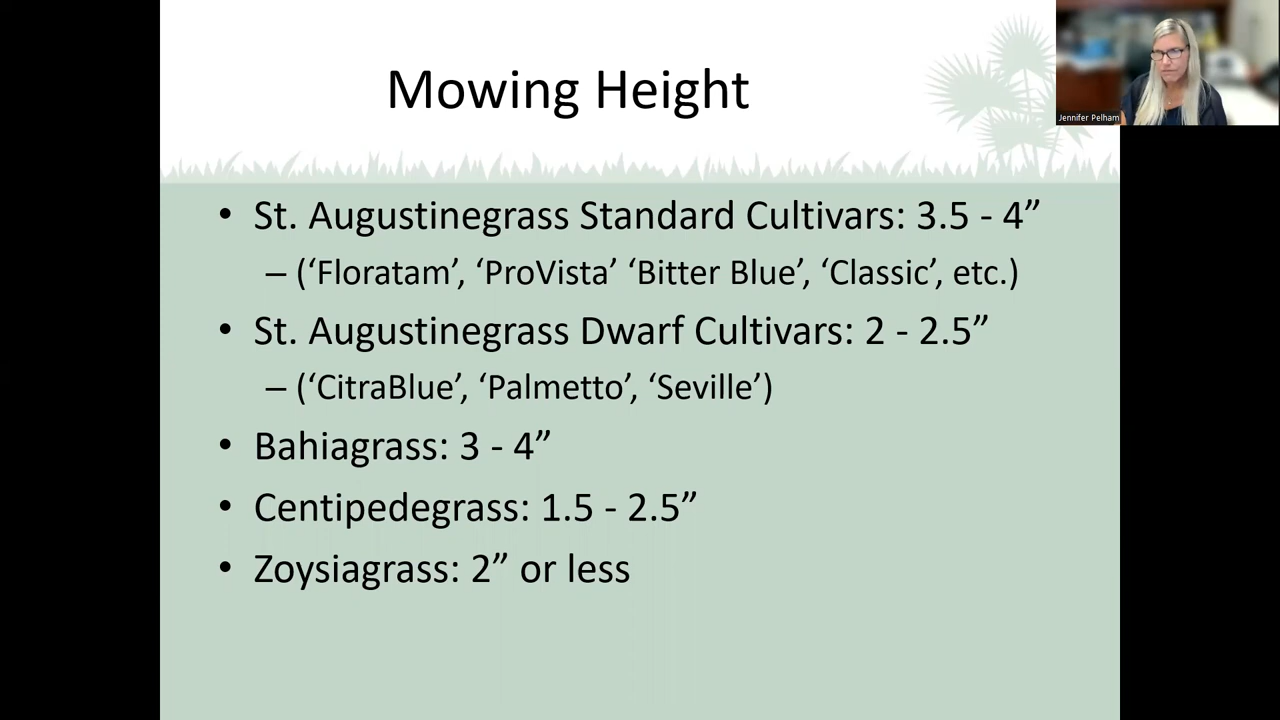 Mowing Height
Jennifer Pelham
• St. Augustinegrass Standard Cultivars: 3.5 - 4”
– (‘Floratam’, ‘ProVista’ ‘Bitter Blue’, ‘Classic’, etc.)
• St. Augustinegrass Dwarf Cultivars: 2 - 2.5”
– (‘CitraBlue’, ‘Palmetto’, ‘Seville’)
• Bahiagrass: 3 - 4”
• Centipedegrass: 1.5 - 2.5”
• Zoysiagrass: 2” or less